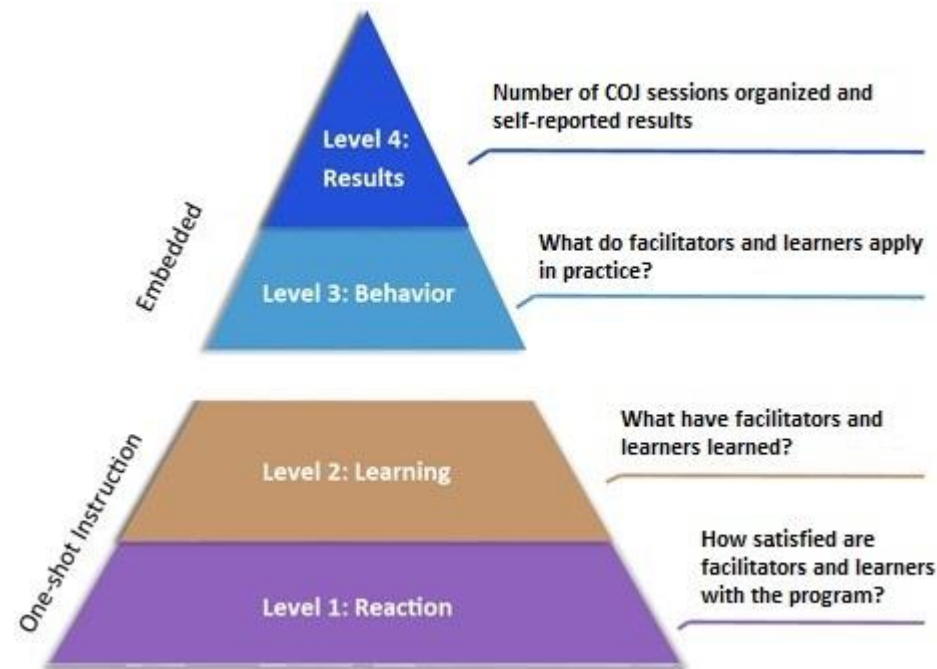 Number of COJ sessions organized and
self-reported results
Level 4:
Results
Embedded
What do facilitators and learners apply
in practice?
Level 3: Behavior
What have facilitators and
learners learned?
Level 2: Learning
One-shot Instruction
How satisfied are
facilitators and learners
with the program?
Level 1: Reaction